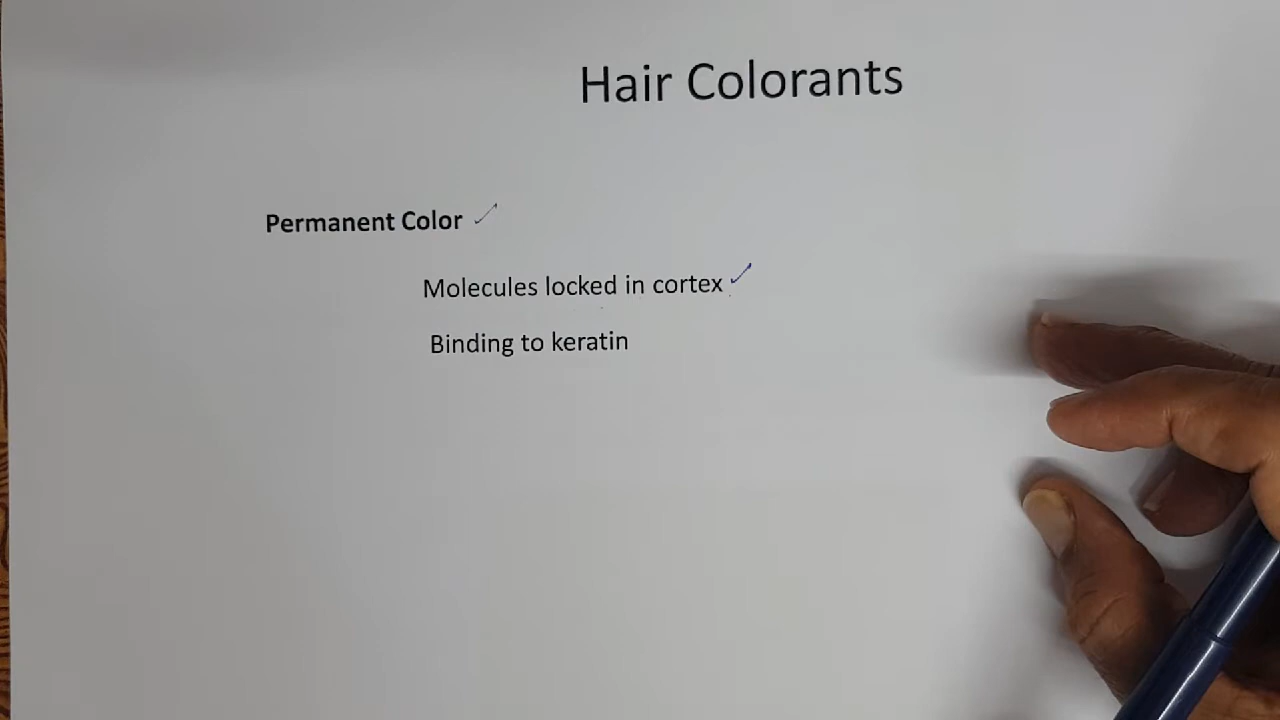 Hair Colorants
Permanent Color
Molecules locked in cortex
Binding to keratin